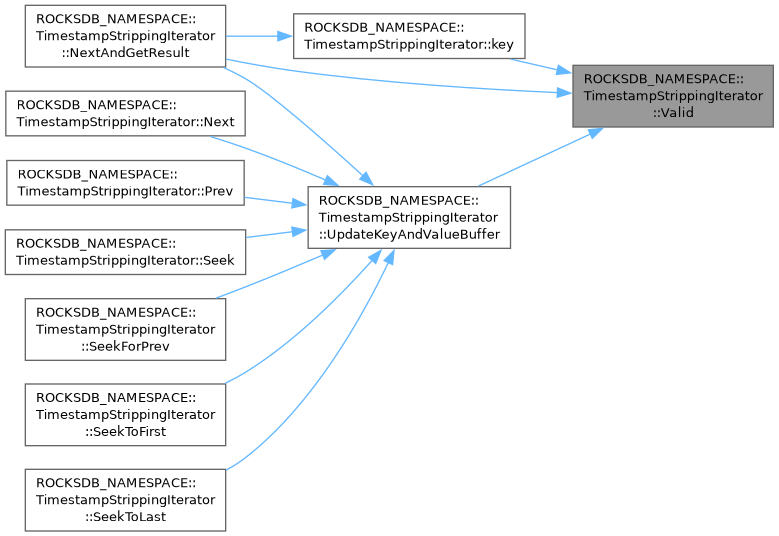 ROCKSDB_NAMESPACE::
TimestampStrippingIterator
::NextAndGetResult
ROCKSDB_NAMESPACE::
TimestampStrippingIterator::key
ROCKSDB_NAMESPACE::
TimestampStrippingIterator
::Valid
ROCKSDB_NAMESPACE::
TimestampStrippingIterator::Next
ROCKSDB_NAMESPACE::
TimestampStrippingIterator::Prev
ROCKSDB_NAMESPACE::
TimestampStrippingIterator
::UpdateKeyAndValueBuffer
ROCKSDB_NAMESPACE::
TimestampStrippingIterator::Seek
ROCKSDB_NAMESPACE::
TimestampStrippingIterator
::SeekForPrev
ROCKSDB_NAMESPACE::
TimestampStrippingIterator
::SeekToFirst
ROCKSDB_NAMESPACE::
TimestampStrippingIterator
::SeekToLast